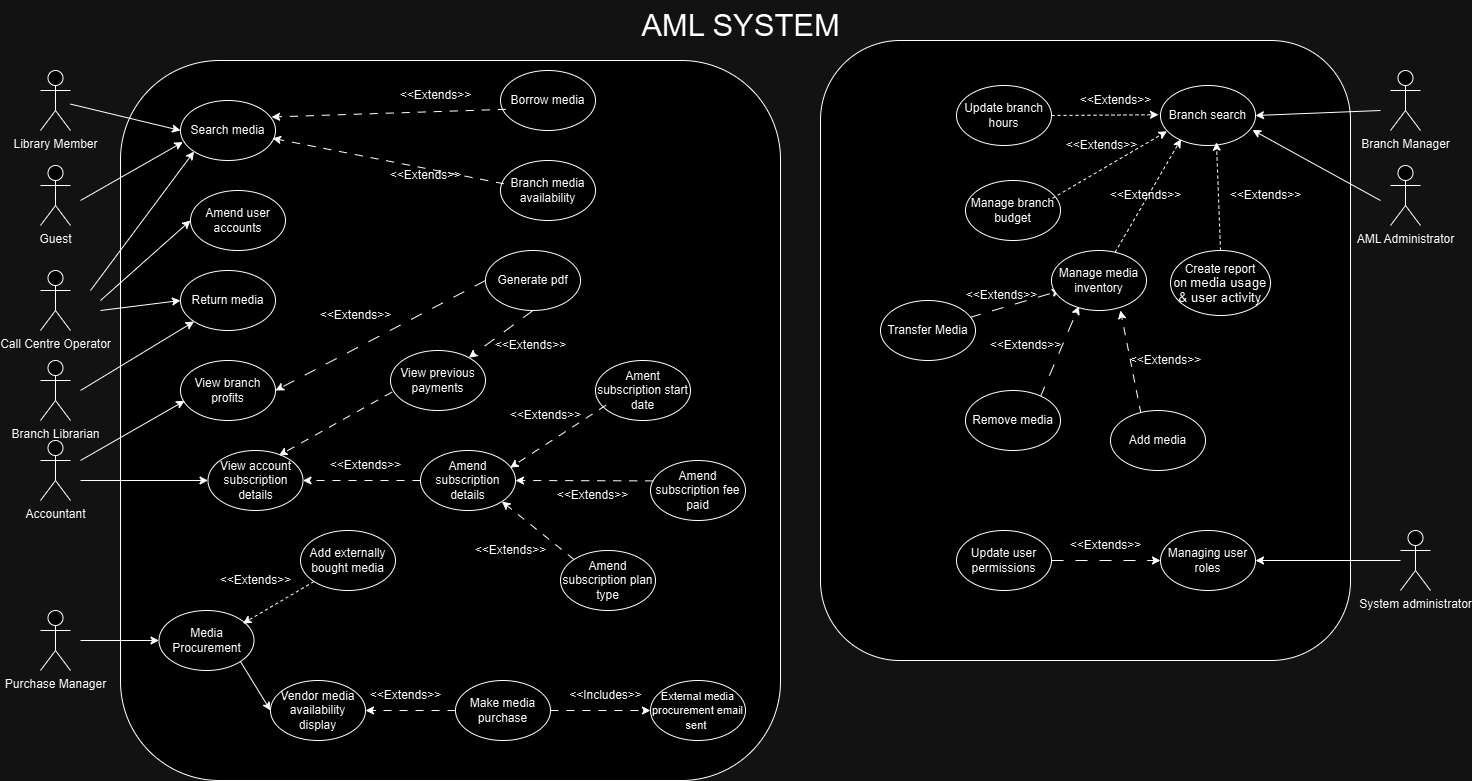 AML SYSTEM
Library Member
Guest
Call Centre Operator
Branch Librarian
Accountant
Purchase Manager
Search media
<<Extends>>
Borrow media
<<Extends>>
Branch media
availability
Amend user
accounts
Return media
Generate pdf
<<Extends>>
<<Extends>>
View branch
profits
View previous
payments
Ament
subscription start
date
<<Extends>>
View account
subscription
details
<<Extends>>
Amend
subscription
details
<<Extends>>
Amend
subscription fee
paid
<<Extends>>
Amend
subscription plan
type
Add externally
bought media
<<Extends>>
Media
Procurement
Vendor media
availability
display
<<Extends>>
Make media
purchase
<<Includes>>
External media
procurement email
sent
Update branch
hours
<<Extends>>
Branch search
<<Extends>>
Manage branch
budget
<<Extends>>
<<Extends>>
Manage media
inventory
Create report
on media usage
& user activity
<<Extends>>
Transfer Media
<<Extends>>
<<Extends>>
Remove media
Add media
Update user
permissions
<<Extends>>
Managing user
roles
Branch Manager
AML Administrator
System administrator